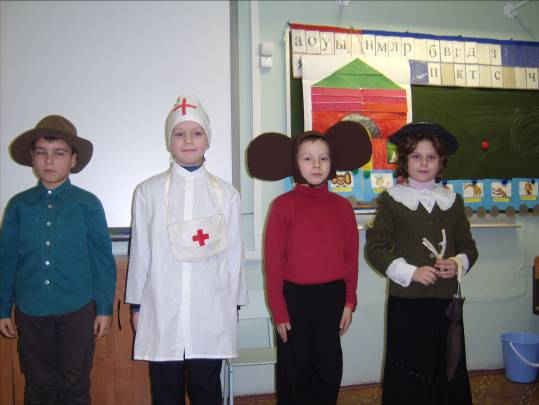 а о у ы н м л р б в г д з
п к т с ч